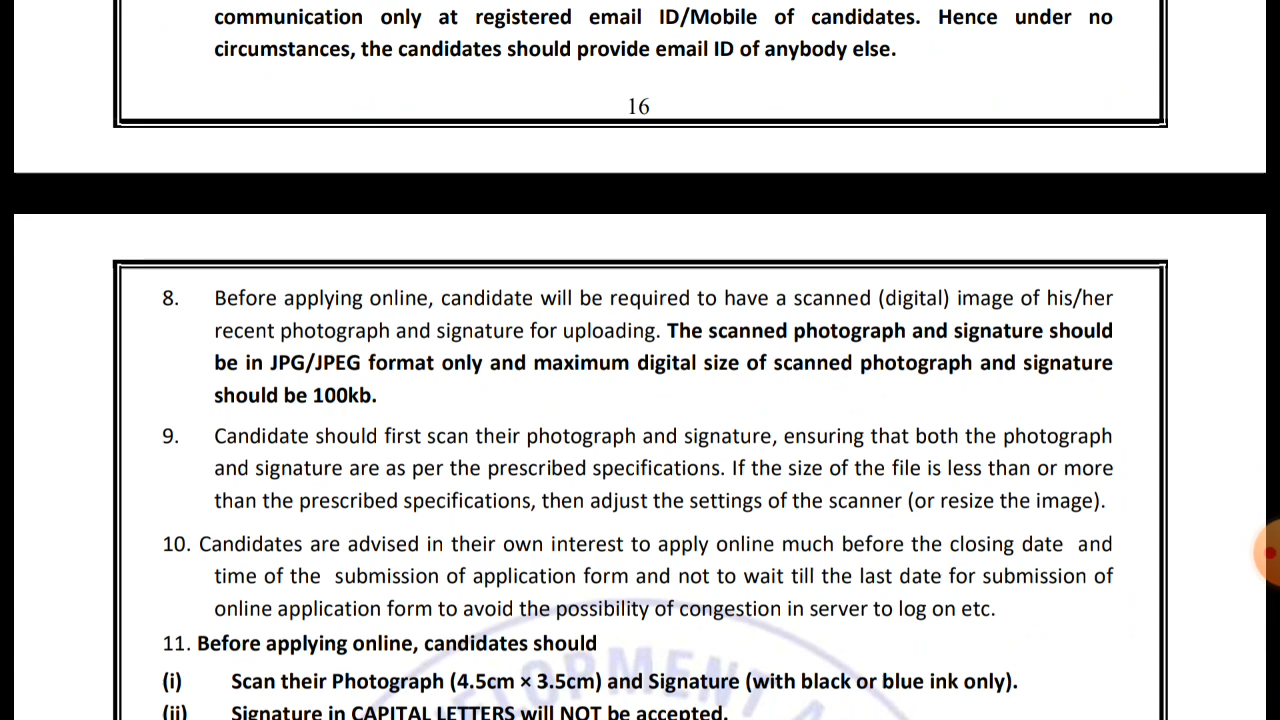 communication only at registered email ID/Mobile of candidates. Hence under no
circumstances, the candidates should provide email ID of anybody else.
16
8. Before applying online, candidate will be required to have a scanned (digital) image of his/her
recent photograph and signature for uploading. The scanned photograph and signature should
be in JPG/JPEG format only and maximum digital size of scanned photograph and signature
should be 100kb.
9. Candidate should first scan their photograph and signature, ensuring that both the photograph
and signature are as per the prescribed specifications. If the size of the file is less than or more
than the prescribed specifications, then adjust the settings of the scanner (or resize the image).
10. Candidates are advised in their own interest to apply online much before the closing date and
time of the submission of application form and not to wait till the last date for submission of
online application form to avoid the possibility of congestion in server to log on etc.
11. Before applying online, candidates should
(i) Scan their Photograph (4.5cm × 3.5cm) and Signature (with black or blue ink only).
(ii) Signature in CAPITAL LETTERS will NOT be accepted.